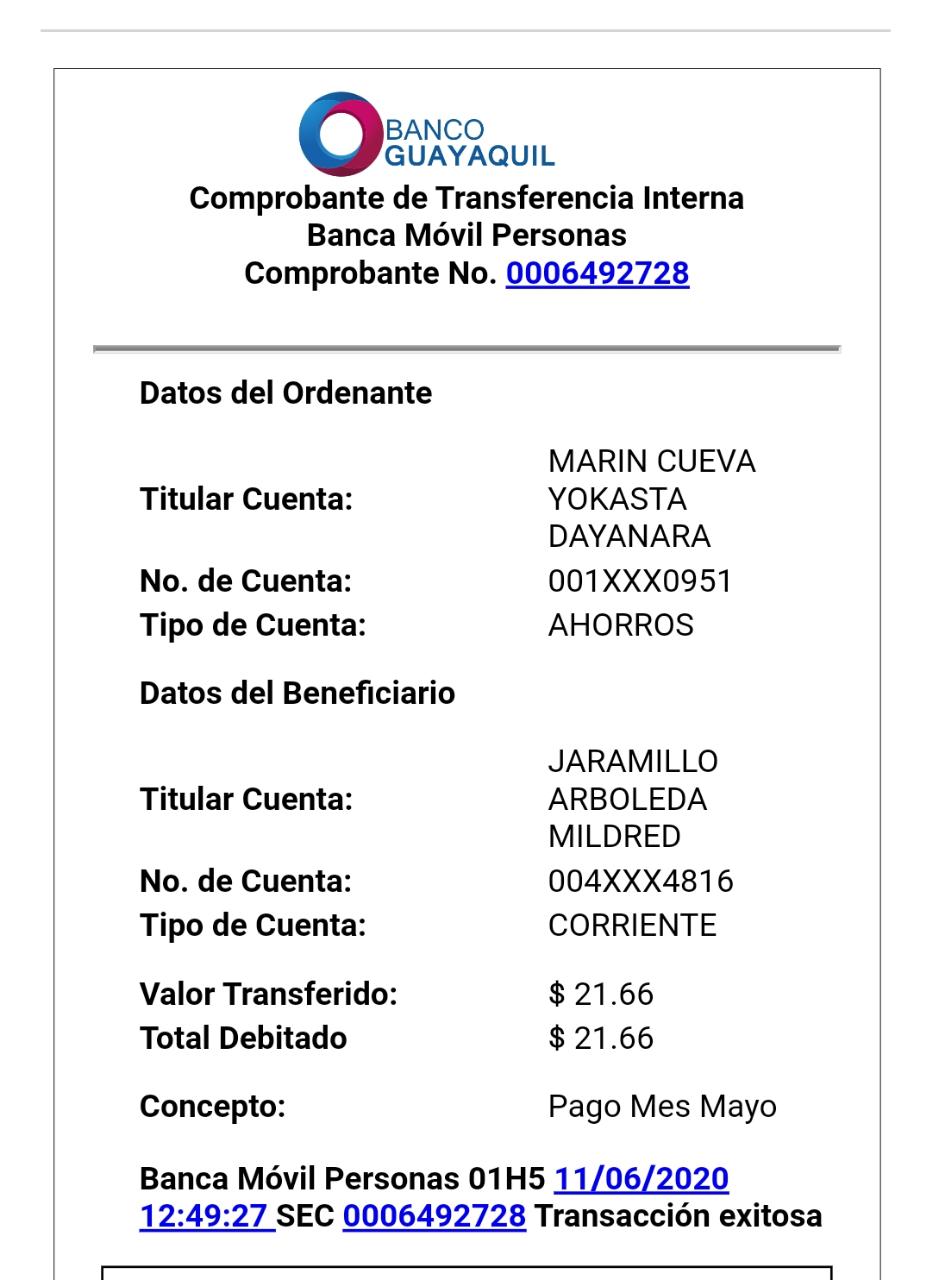 BANCO
GUAYAQUIL
Comprobante de Transferencia Interna
Banca Móvil Personas
Comprobante No. 0006492728
Datos del Ordenante
Titular Cuenta: MARIN CUEVA
YOKASTA
DAYANARA
No. de Cuenta: 001XXX0951
Tipo de Cuenta: AHORROS
Datos del Beneficiario
Titular Cuenta: JARAMILLO
ARBOLEDA
MILDRED
No. de Cuenta: 004XXX4816
Tipo de Cuenta: CORRIENTE
Valor Transferido: $ 21.66
Total Debitado $ 21.66
Concepto: Pago Mes Mayo
Banca Móvil Personas 01H5 11/06/2020
12:49:27 SEC 0006492728 Transacción exitosa